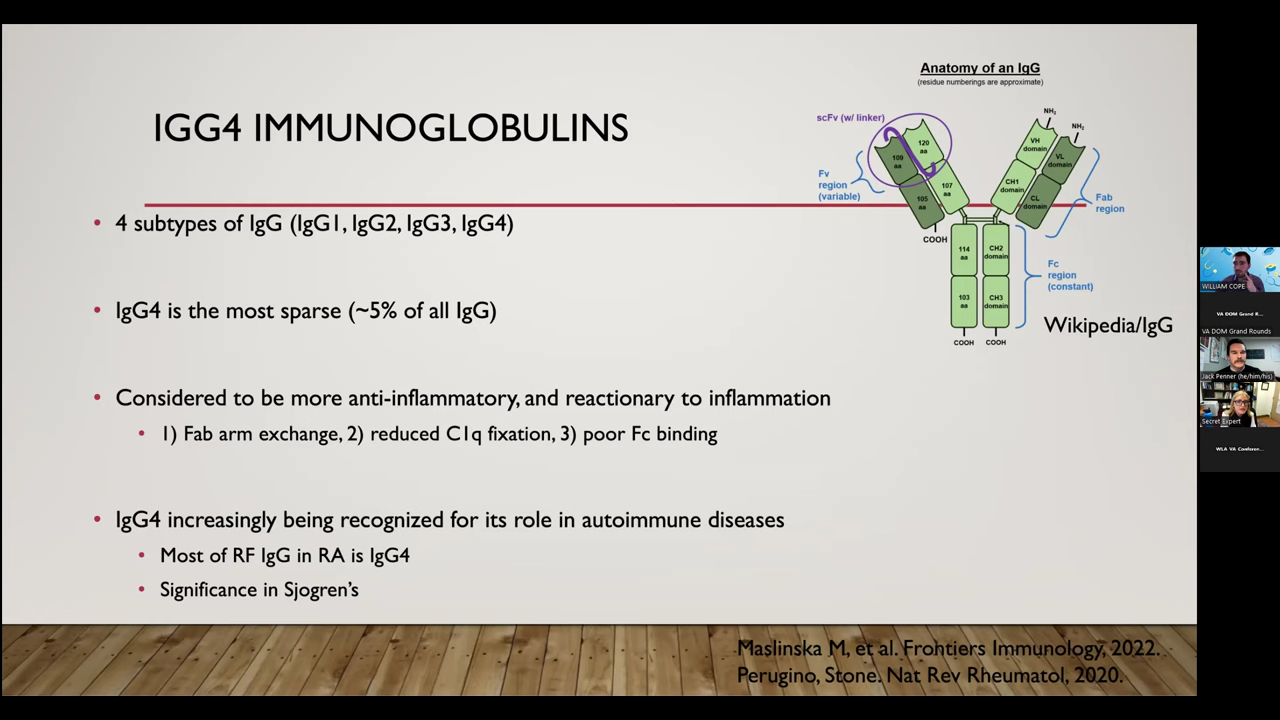 IGG4 IMMUNOGLOBULINS
• 4 subtypes of IgG (IgG1, IgG2, IgG3, IgG4)
• IgG4 is the most sparse (~5% of all IgG)
• Considered to be more anti-inflammatory, and reactionary to inflammation
• 1) Fab arm exchange, 2) reduced C1q fixation, 3) poor Fc binding
• IgG4 increasingly being recognized for its role in autoimmune diseases
• Most of RF IgG in RA is IgG4
• Significance in Sjogren's
Anatomy of an IgG
(residue numberings are approximate)
scFv (w/ linker)
NH2
NH2
120
aa
109
aa
107
aa
105
aa
VH
domain
VL
domain
CH1
domain
CL
domain
Fv
region
(variable)
Fab
region
COOH
114
aa
CH2
domain
103
aa
CH3
domain
Fc
region
(constant)
COOH
COOH
Wikipedia/IgG
Maslinska M, et al. Frontiers Immunology, 2022.
Perugino, Stone. Nat Rev Rheumatol, 2020.
WILLIAM COPE
VA DOM Grand R...
VA DOM Grand Rounds
Jack Penner (he/him/his)
Secret Expert
WLA VA Conferen...